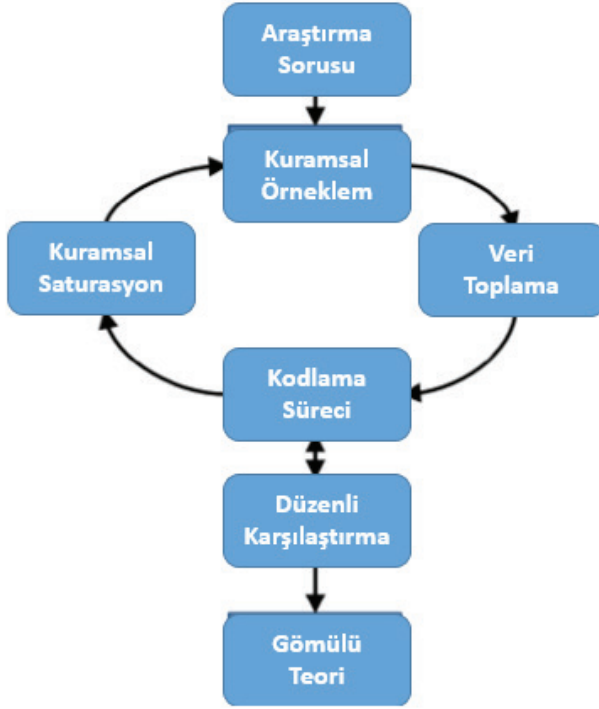 Araştırma
Sorusu
Kuramsal
Örneklem
Kuramsal
Saturasyon
Veri
Toplama
Kodlama
Süreci
Düzenli
Karşılaştırma
Gömülü
Teori